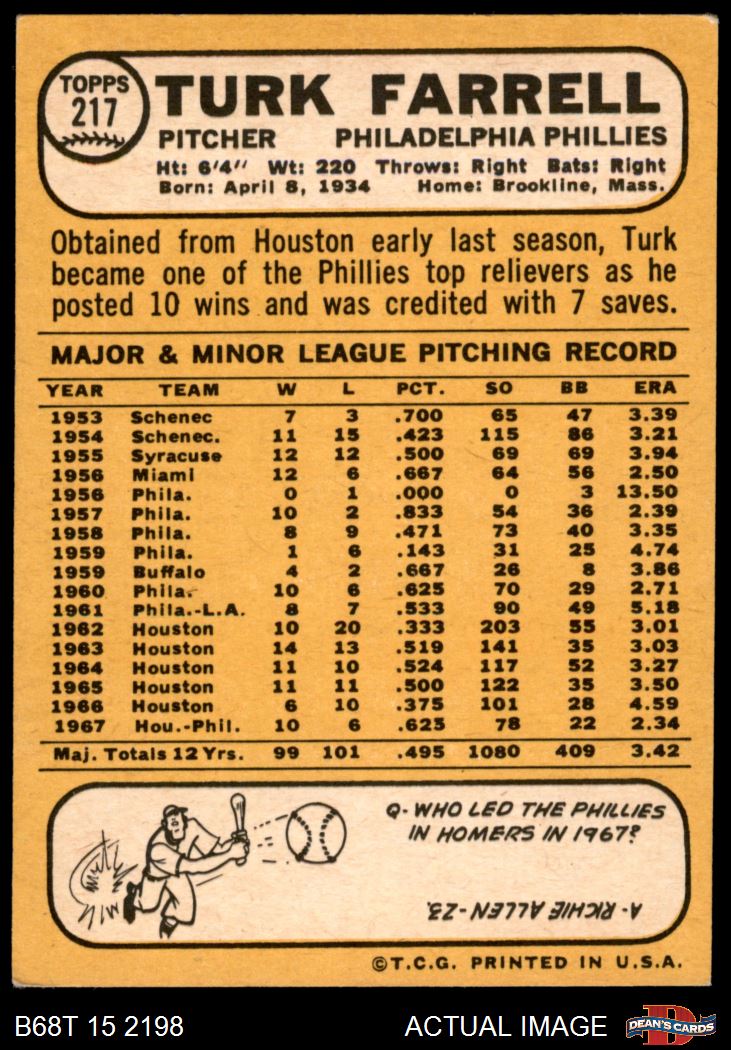 TOPPS
217
TURK FARRELL
PITCHER PHILADELPHIA PHILLIES
Ht: 6'4" Wt: 220 Throws: Right Bats: Right
Born: April 8, 1934 Home: Brookline, Mass.
Obtained from Houston early last season, Turk
became one of the Phillies top relievers as he
posted 10 wins and was credited with 7 saves.
MAJOR & MINOR LEAGUE PITCHING RECORD
YEAR TEAM W L PCT. SO BB ERA
1953 Schenec 7 3 .700 65 47 3.39
1954 Schenec. 11 15 .423 115 86 3.21
1955 Syracuse 12 12 .500 69 69 3.94
1956 Miami 12 6 .667 64 56 2.50
1956 Phila. 0 1 .000 0 3 13.50
1957 Phila. 10 2 .833 54 36 2.39
1958 Phila. 8 9 .471 73 40 3.35
1959 Phila. 1 6 .143 31 25 4.74
1959 Buffalo 4 2 .667 26 8 3.86
1960 Phila. 10 6 .625 70 29 2.71
1961 Phila.-L.A. 8 7 .533 90 49 5.18
1962 Houston 10 20 .333 203 55 3.01
1963 Houston 14 13 .519 141 35 3.03
1964 Houston 11 10 .524 117 52 3.27
1965 Houston 11 11 .500 122 35 3.50
1966 Houston 6 10 .375 101 28 4.59
1967 Hou.-Phil. 10 6 .625 78 22 2.34
Maj. Totals 12 Yrs. 99 101 .495 1080 409 3.42
Q- WHO LED THE PHILLIES
IN HOMERS IN 1967?
A- RICHIE ALLEN-23.
©T.C.G. PRINTED IN U.S.A.
B68T 15 2198
ACTUAL IMAGE
D
DEAN'S CARDS